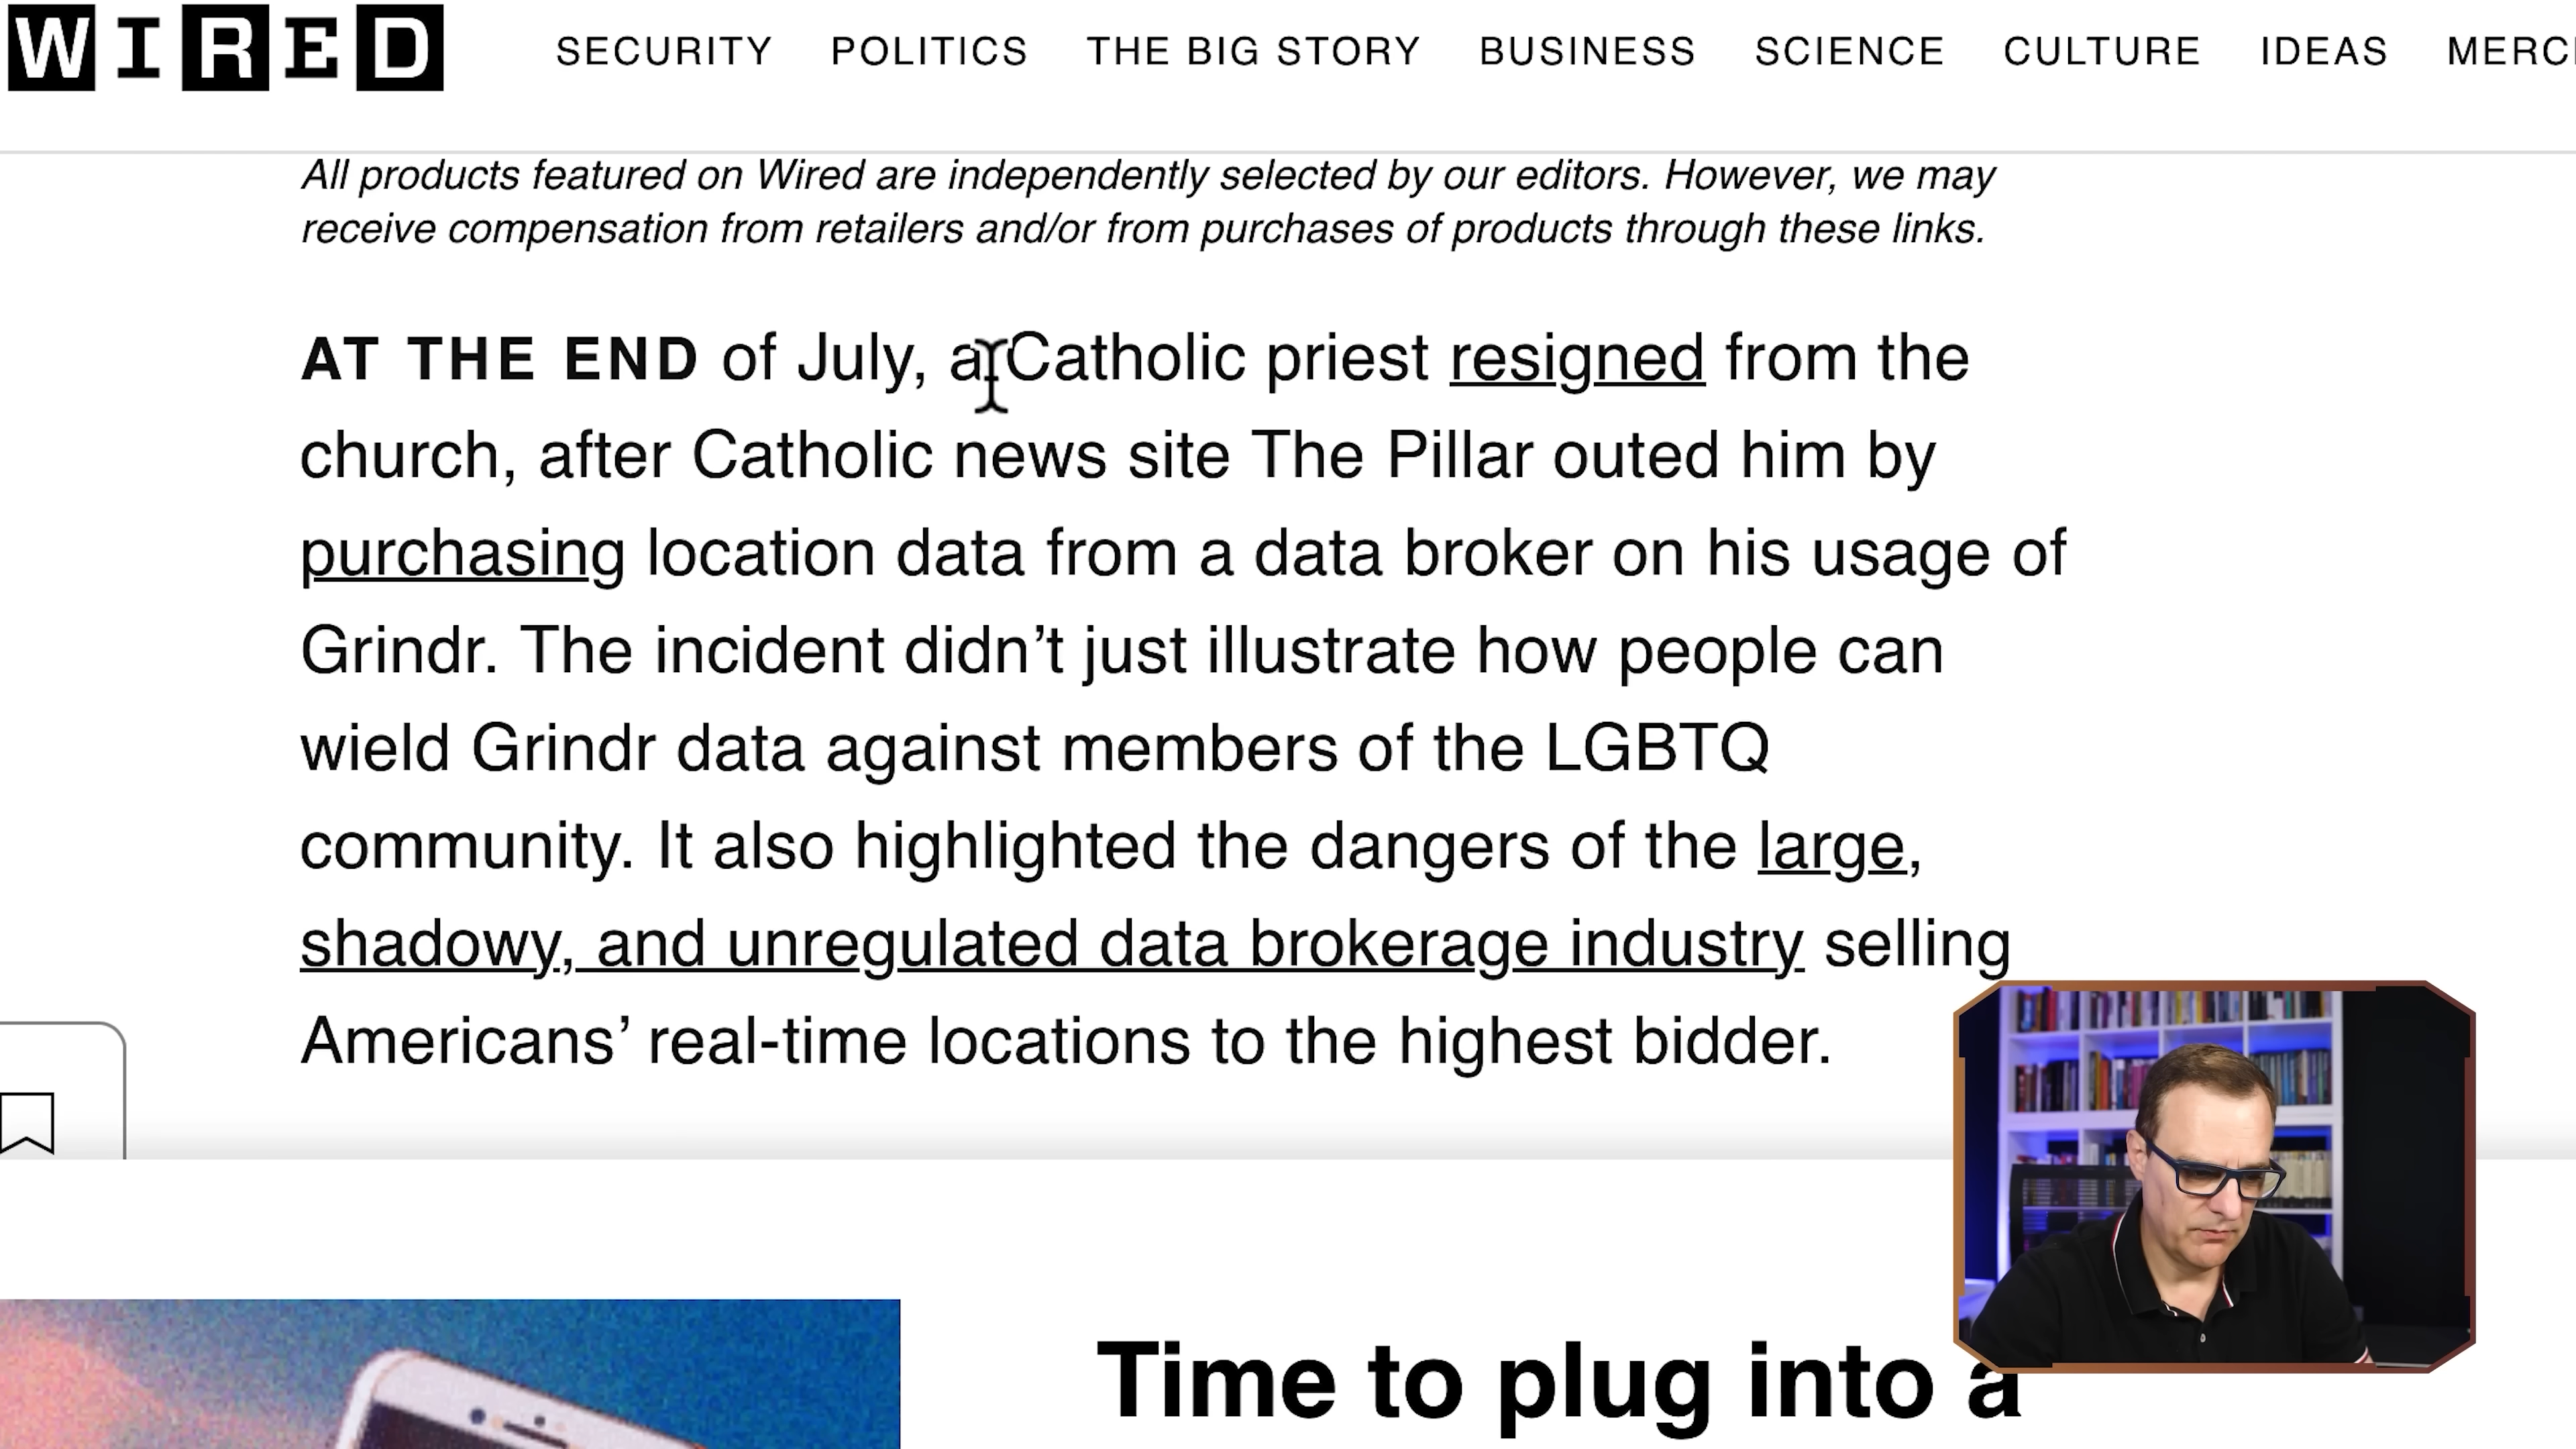 WIRED
SECURITY POLITICS THE BIG STORY BUSINESS SCIENCE CULTURE IDEAS
All products featured on Wired are independently selected by our editors. However, we may
receive compensation from retailers and/or from purchases of products through these links.
AT THE END of July, a Catholic priest resigned from the
church, after Catholic news site The Pillar outed him by
purchasing location data from a data broker on his usage of
Grindr. The incident didn’t just illustrate how people can
wield Grindr data against members of the LGBTQ
community. It also highlighted the dangers of the large,
shadowy, and unregulated data brokerage industry selling
Americans’ real-time locations to the highest bidder.
Time to plug into a